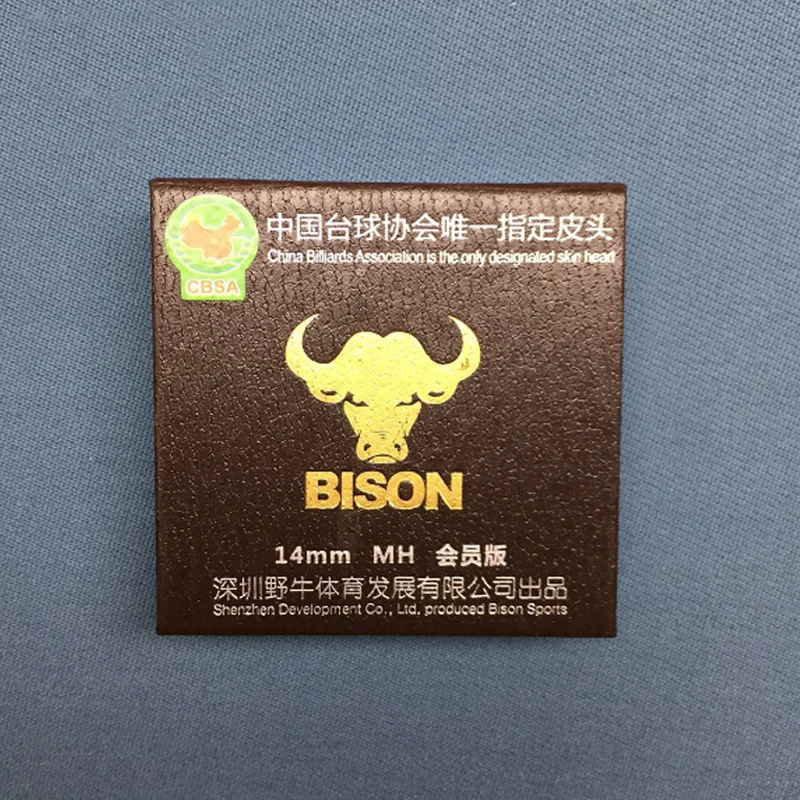 中国台球协会唯一指定皮头
China Billiards Association is the only designated skin head
CBSA
BISON
14mm MH 会员版
深圳野牛体育发展有限公司出品
Shenzhen Development Co., Ltd. produced Bison Sports